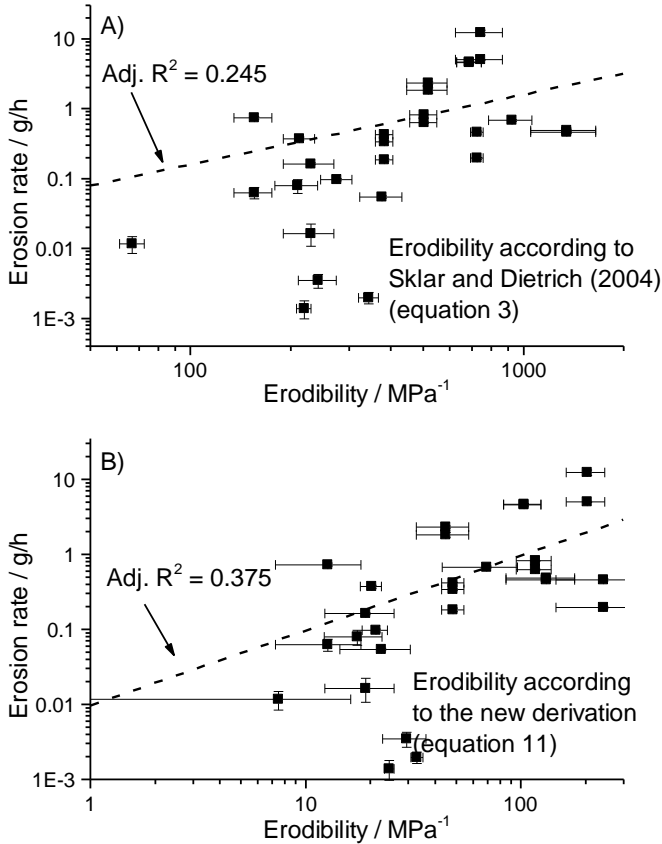 A)
10
1
0.1
0.01
1E-3
Erosion rate / g/h
Adj. R² = 0.245
Erodibility according to
Sklar and Dietrich (2004)
(equation 3)
100
1000
Erodibility / MPa⁻¹
B)
10
1
0.1
0.01
1E-3
Erosion rate / g/h
Adj. R² = 0.375
Erodibility according
to the new derivation
(equation 11)
1
10
100
Erodibility / MPa⁻¹